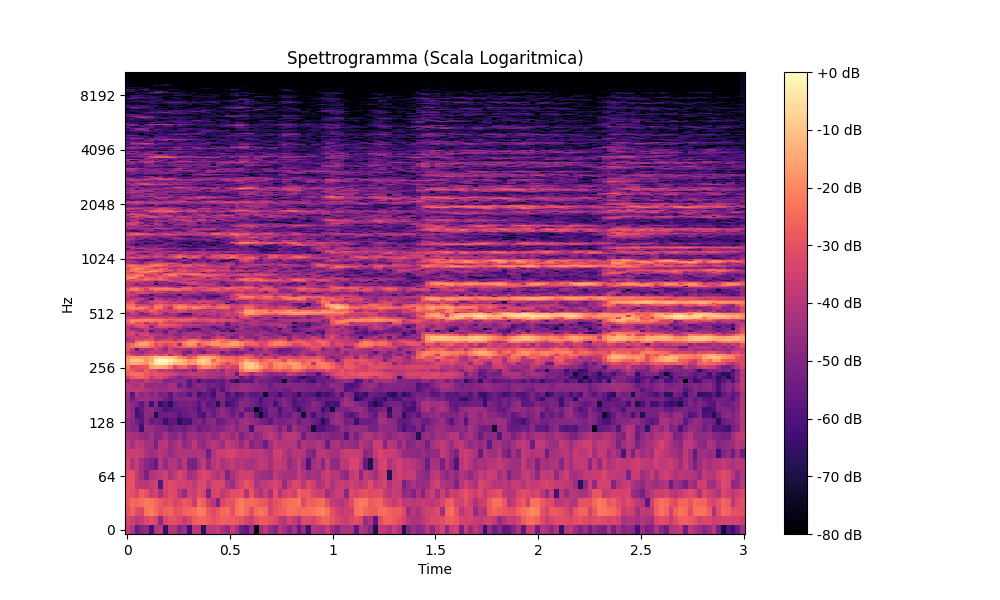 Spettrogramma (Scala Logaritmica)
Hz
8192
4096
2048
1024
512
256
128
64
0
0 0.5 1 1.5 2 2.5 3
Time
+0 dB
-10 dB
-20 dB
-30 dB
-40 dB
-50 dB
-60 dB
-70 dB
-80 dB